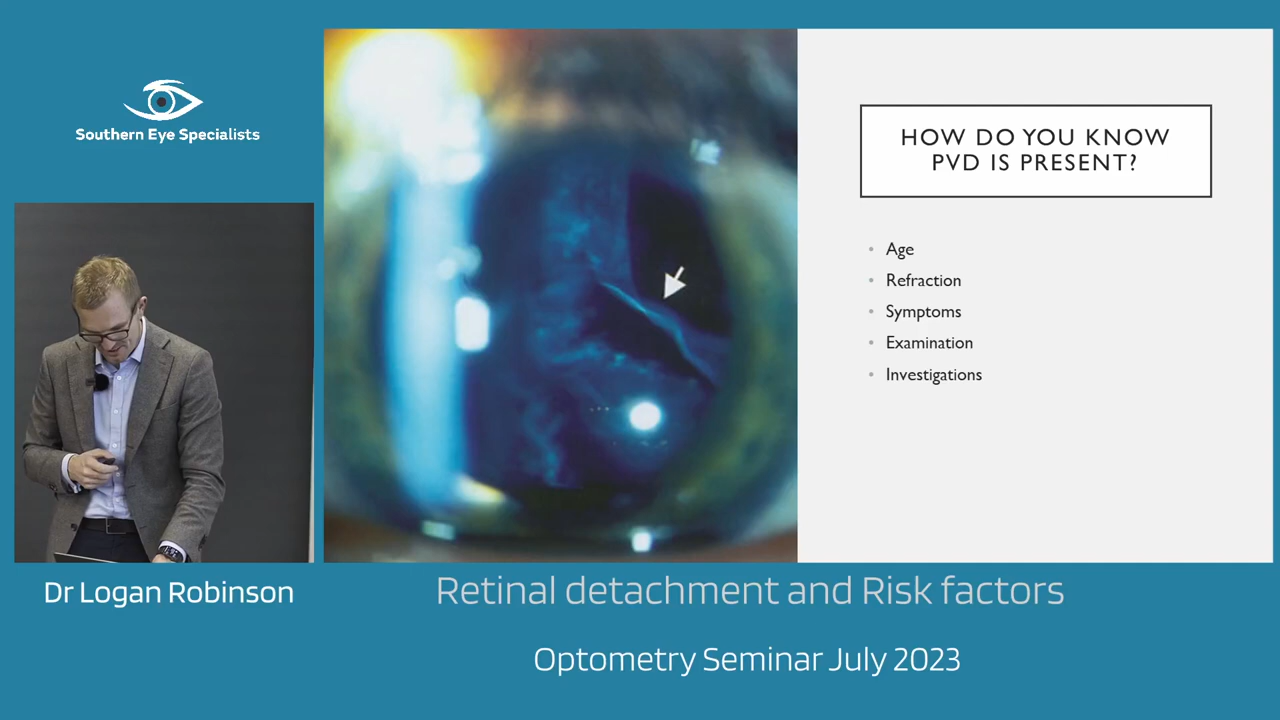 Southern Eye Specialists
HOW DO YOU KNOW
PVD IS PRESENT?
• Age
• Refraction
• Symptoms
• Examination
• Investigations
Dr Logan Robinson
Retinal detachment and Risk factors
Optometry Seminar July 2023